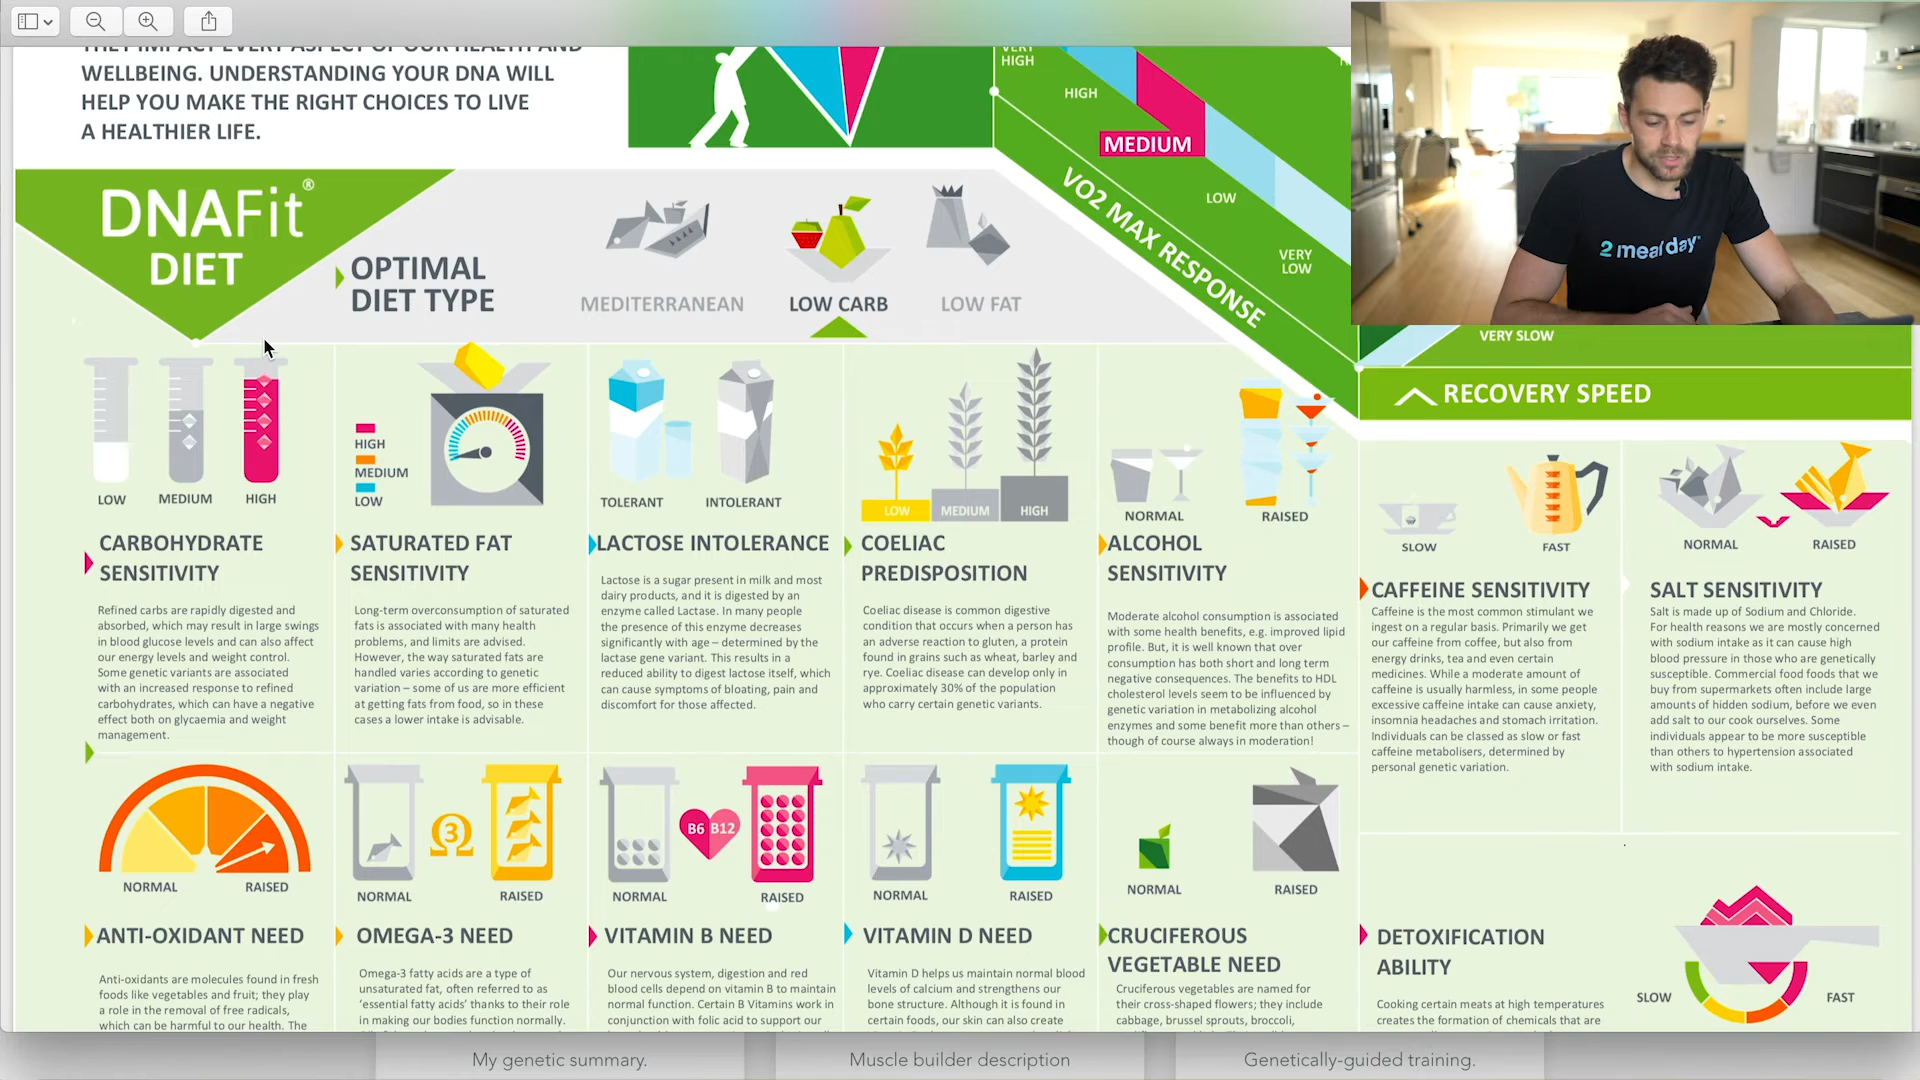 THEY IMPACT EVERY ASPECT OF OUR HEALTH AND
WELLBEING. UNDERSTANDING YOUR DNA WILL
HELP YOU MAKE THE RIGHT CHOICES TO LIVE
A HEALTHIER LIFE.
VERY
HIGH
HIGH
MEDIUM
LOW
VERY
LOW
VO2 MAX RESPONSE
2 meal day
VERY SLOW
RECOVERY SPEED
DNAFit®
DIET
OPTIMAL
DIET TYPE
MEDITERRANEAN
LOW CARB
LOW FAT
LOW
MEDIUM
HIGH
CARBOHYDRATE
SENSITIVITY
Refined carbs are rapidly digested and
absorbed, which may result in large swings
in blood glucose levels and can also affect
our energy levels and weight control.
Some genetic variants are associated
with an increased response to refined
carbohydrates, which can have a negative
effect both on glycaemia and weight
management.
HIGH
MEDIUM
LOW
SATURATED FAT
SENSITIVITY
Long-term overconsumption of saturated
fats is associated with many health
problems, and limits are advised.
However, the way saturated fats are
handled varies according to genetic
variation – some of us are more efficient
at getting fats from food, so in these
cases a lower intake is advisable.
TOLERANT
INTOLERANT
LACTOSE INTOLERANCE
Lactose is a sugar present in milk and most
dairy products, and it is digested by an
enzyme called Lactase. In many people
the presence of this enzyme decreases
significantly with age – determined by the
lactase gene variant. This results in a
reduced ability to digest lactose itself, which
can cause symptoms of bloating, pain and
discomfort for those affected.
LOW
MEDIUM
HIGH
COELIAC
PREDISPOSITION
Coeliac disease is common digestive
condition that occurs when a person has
an adverse reaction to gluten, a protein
found in grains such as wheat, barley and
rye. Coeliac disease can develop only in
approximately 30% of the population
who carry certain genetic variants.
NORMAL
RAISED
ALCOHOL
SENSITIVITY
Moderate alcohol consumption is associated
with some health benefits, e.g. improved lipid
profile. But, it is well known that over
consumption has both short and long term
negative consequences. The benefits to HDL
cholesterol levels seem to be influenced by
genetic variation in metabolizing alcohol
enzymes and some benefit more than others –
though of course always in moderation!
SLOW
FAST
CAFFEINE SENSITIVITY
Caffeine is the most common stimulant we
ingest on a regular basis. Primarily we get
our caffeine from coffee, but also from
energy drinks, tea and even certain
medicines. While a moderate amount of
caffeine is usually harmless, in some people
excessive caffeine intake can cause anxiety,
insomnia headaches and stomach irritation.
Individuals can be classed as slow or fast
caffeine metabolisers, determined by
personal genetic variation.
NORMAL
RAISED
SALT SENSITIVITY
Salt is made up of Sodium and Chloride.
For health reasons we are mostly concerned
with sodium intake as it can cause high
blood pressure in those who are genetically
susceptible. Commercial food foods that we
buy from supermarkets often include large
amounts of hidden sodium, before we even
add salt to our cook ourselves. Some
individuals appear to be more susceptible
than others to hypertension associated
with sodium intake.
NORMAL
RAISED
ANTI-OXIDANT NEED
Anti-oxidants are molecules found in fresh
foods like vegetables and fruit; they play
a role in the removal of free radicals,
which can be harmful to our health. The
NORMAL
3
RAISED
OMEGA-3 NEED
Omega-3 fatty acids are a type of
unsaturated fat, often referred to as
‘essential fatty acids’ thanks to their role
in making our bodies function normally.
NORMAL
B6 B12
RAISED
VITAMIN B NEED
Our nervous system, digestion and red
blood cells depend on vitamin B to maintain
normal function. Certain B Vitamins work in
conjunction with folic acid to support our
NORMAL
RAISED
VITAMIN D NEED
Vitamin D helps us maintain normal blood
levels of calcium and strengthens our
bone structure. Although it is found in
certain foods, our skin can also create
NORMAL
RAISED
CRUCIFEROUS
VEGETABLE NEED
Cruciferous vegetables are named for
their cross-shaped flowers; they include
cabbage, brussel sprouts, broccoli,
DETOXIFICATION
ABILITY
SLOW
FAST
Cooking certain meats at high temperatures
creates the formation of chemicals that are
My genetic summary.
Muscle builder description
Genetically-guided training.